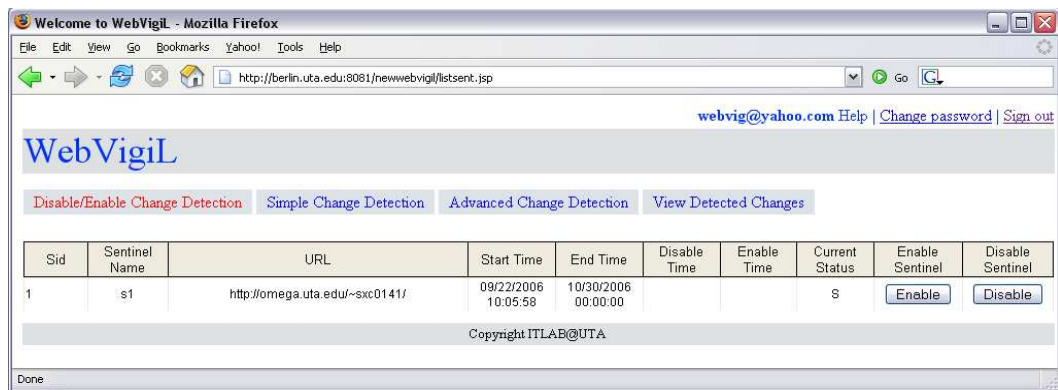 Welcome to WebVigiL - Mozilla Firefox
File Edit View Go Bookmarks Yahoo! Tools Help
http://berlin.uta.edu:8081/newwebvigil/listsent.jsp Go G
webvig@yahoo.com Help | Change password | Sign out
WebVigiL
Disable/Enable Change Detection Simple Change Detection Advanced Change Detection View Detected Changes
Sid Sentinel Name URL Start Time End Time Disable Time Enable Time Current Status Enable Sentinel Disable Sentinel
1 s1 http://omega.uta.edu/~sxc0141/ 09/22/2006 10:05:58 10/30/2006 00:00:00 S Enable Disable
Copyright ITLAB@UTA
Done